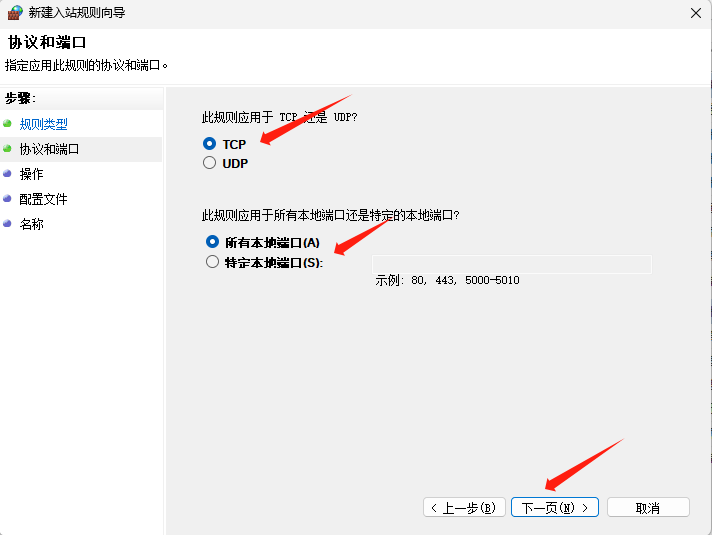 新建入站规则向导
协议和端口
指定应用此规则的协议和端口。
步骤:
规则类型
协议和端口
操作
配置文件
名称
此规则应用于 TCP 还是 UDP?
TCP
UDP
此规则应用于所有本地端口还是特定的本地端口?
所有本地端口(A)
特定本地端口(S):
示例: 80, 443, 5000-5010
< 上一步(B)
下一页(N) >
取消